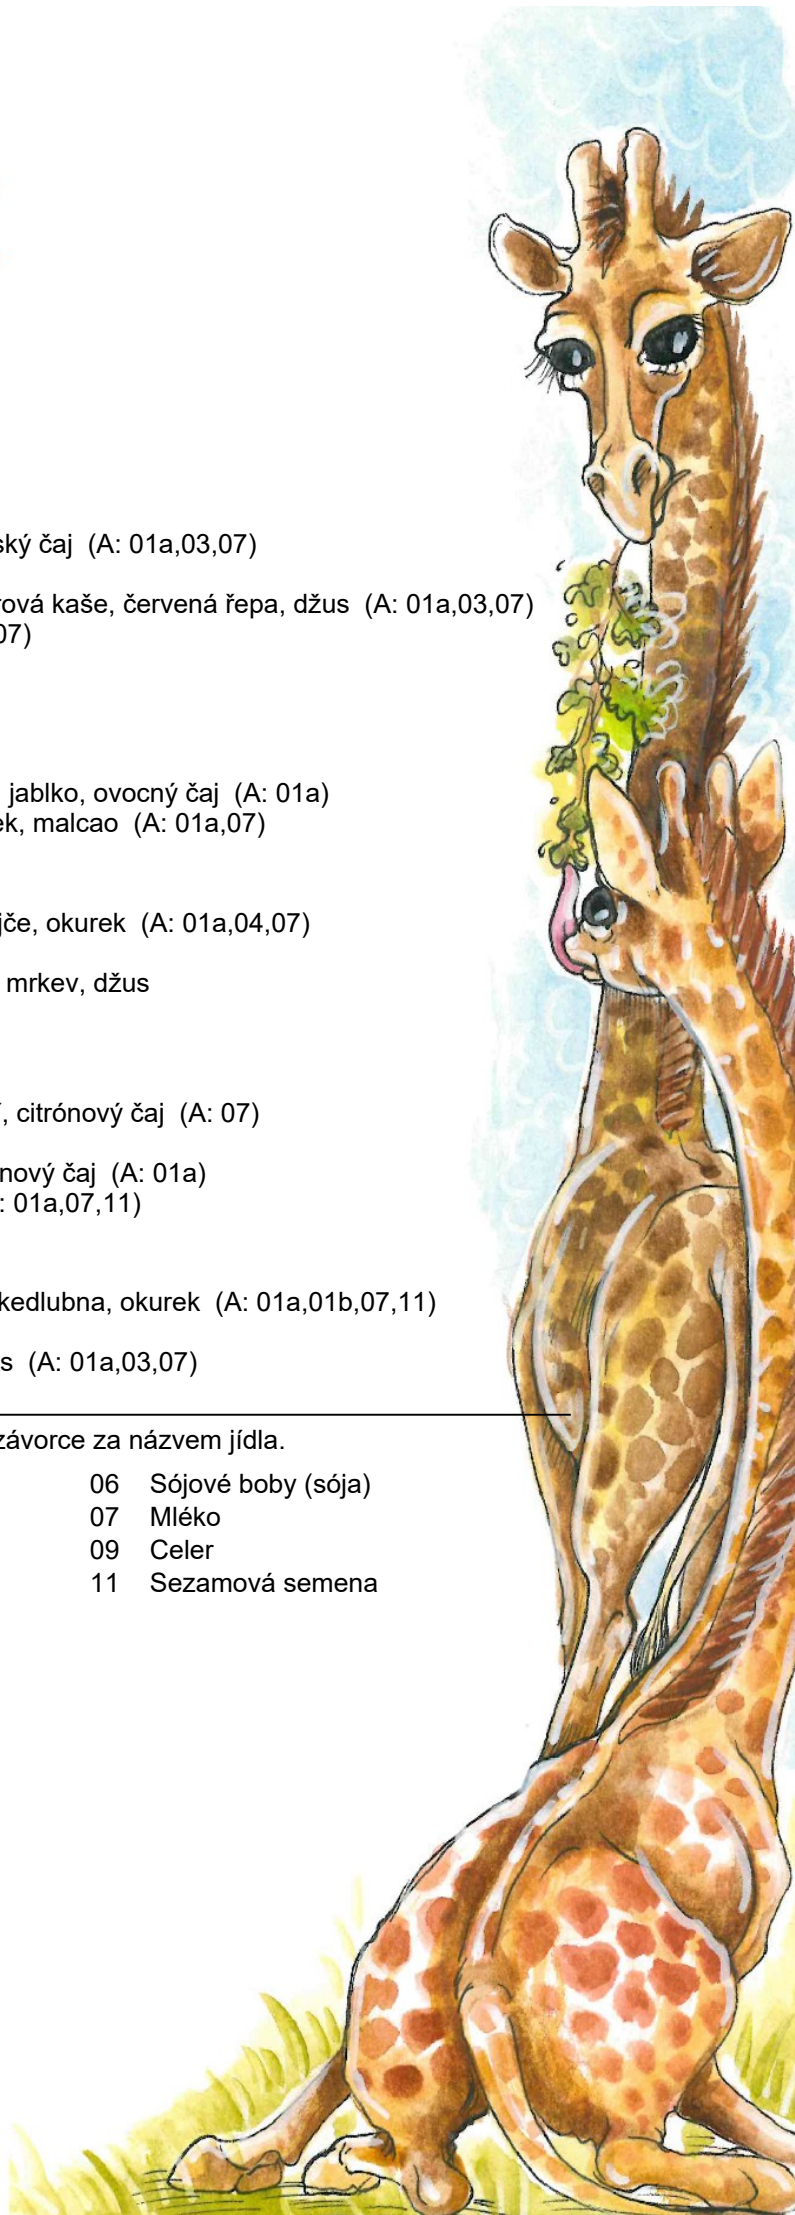 ský čaj (A: 01a,03,07)
rová kaše, červená řepa, džus (A: 01a,03,07)
07)
jablko, ovocný čaj (A: 01a)
ek, malcao (A: 01a,07)
jče, okurek (A: 01a,04,07)
mrkev, džus
, citrónový čaj (A: 07)
nový čaj (A: 01a)
: 01a,07,11)
kedlubna, okurek (A: 01a,01b,07,11)
s (A: 01a,03,07)
závorce za názvem jídla.
06 Sójové boby (sója)
07 Mléko
09 Celer
11 Sezamová semena